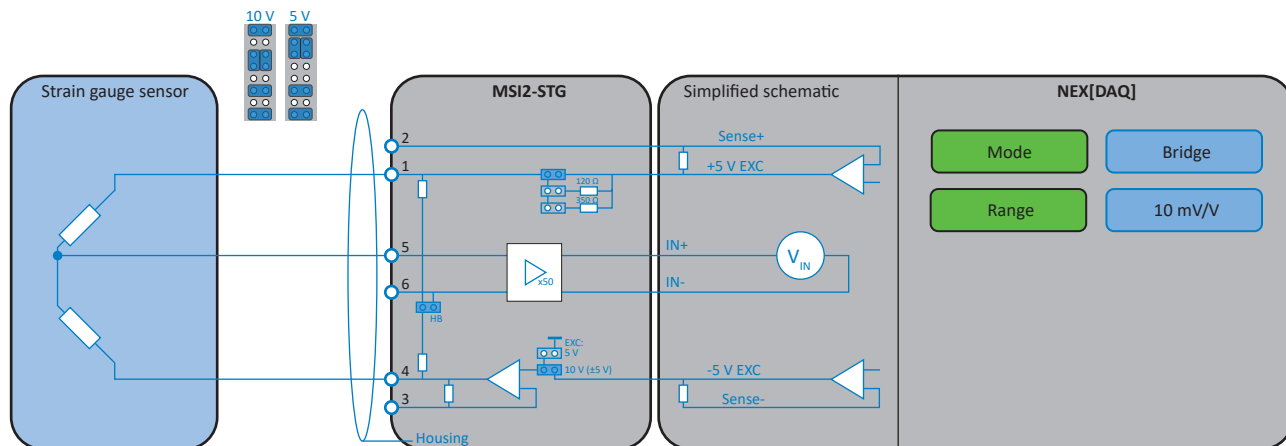 10 V 5 V
Strain gauge sensor
MSI2-STG
Simplified schematic
NEX[DAQ]
2
Sense+
1
+5 V EXC
120 Ω
350 Ω
Mode
Bridge
Range
10 mV/V
5
IN+
x50
V IN
6
IN-
HB
EXC:
5 V
10 V (±5 V)
4
-5 V EXC
3
Sense-
Housing